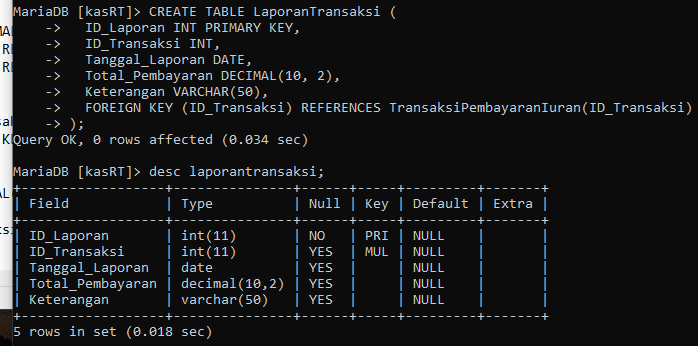 MariaDB [kasRT]> CREATE TABLE LaporanTransaksi (
    ->   ID_Laporan INT PRIMARY KEY,
    ->   ID_Transaksi INT,
    ->   Tanggal_Laporan DATE,
    ->   Total_Pembayaran DECIMAL(10, 2),
    ->   Keterangan VARCHAR(50),
    ->   FOREIGN KEY (ID_Transaksi) REFERENCES TransaksiPembayaranIuran(ID_Transaksi)
    -> );
Query OK, 0 rows affected (0.034 sec)

MariaDB [kasRT]> desc laporantransaksi;
+------------------+---------------+------+-----+---------+-------+
| Field            | Type          | Null | Key | Default | Extra |
+------------------+---------------+------+-----+---------+-------+
| ID_Laporan       | int(11)       | NO   | PRI | NULL    |       |
| ID_Transaksi     | int(11)       | YES  | MUL | NULL    |       |
| Tanggal_Laporan  | date          | YES  |     | NULL    |       |
| Total_Pembayaran | decimal(10,2) | YES  |     | NULL    |       |
| Keterangan       | varchar(50)   | YES  |     | NULL    |       |
+------------------+---------------+------+-----+---------+-------+
5 rows in set (0.018 sec)